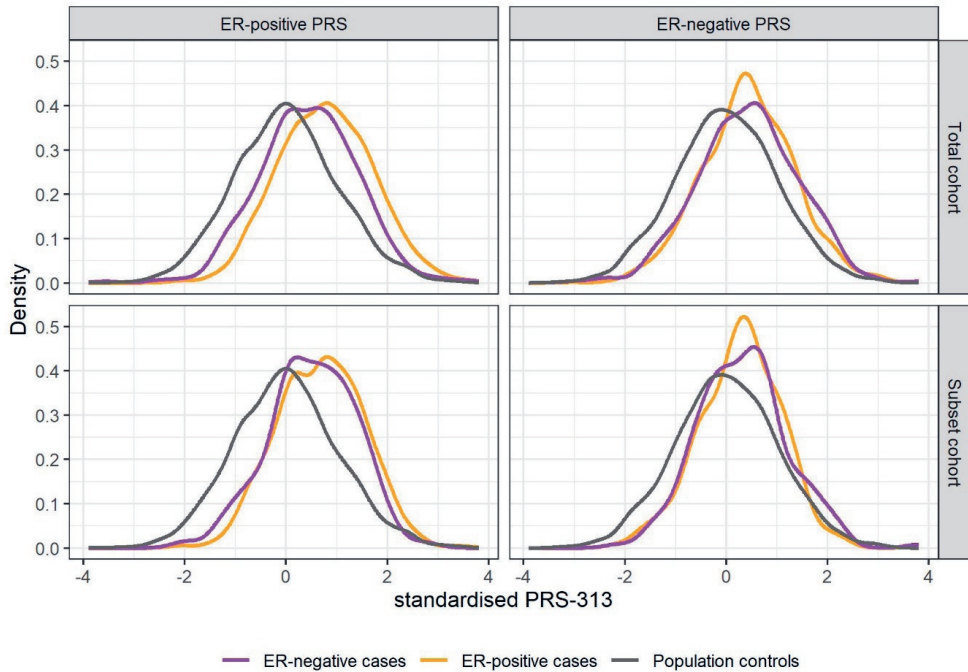 ER-positive PRS
ER-negative PRS
0.5
0.4
0.3
0.2
0.1
0.0
Total cohort
Density
0.5
0.4
0.3
0.2
0.1
0.0
Subset cohort
-4
-2
0
2
4
-4
-2
0
2
4
standardised PRS-313
ER-negative cases
ER-positive cases
Population controls